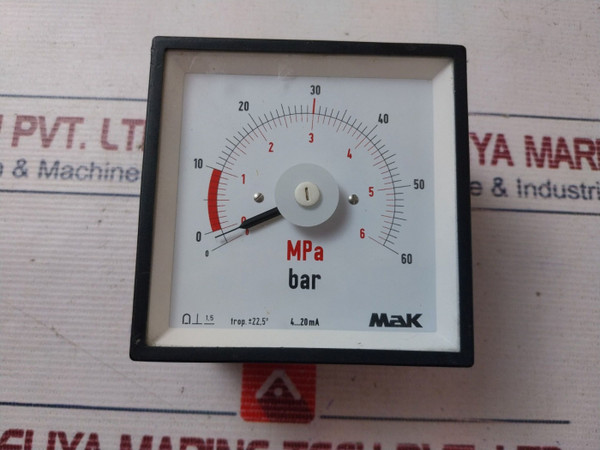 30
20
40
3
PVT. LT
YA MAR
2
4
& Machine
10
1
5
50
e & Industri
0
0
6
60
0
MPa
bar
1.5
trop. ±22,5°
4...20mA
MaK